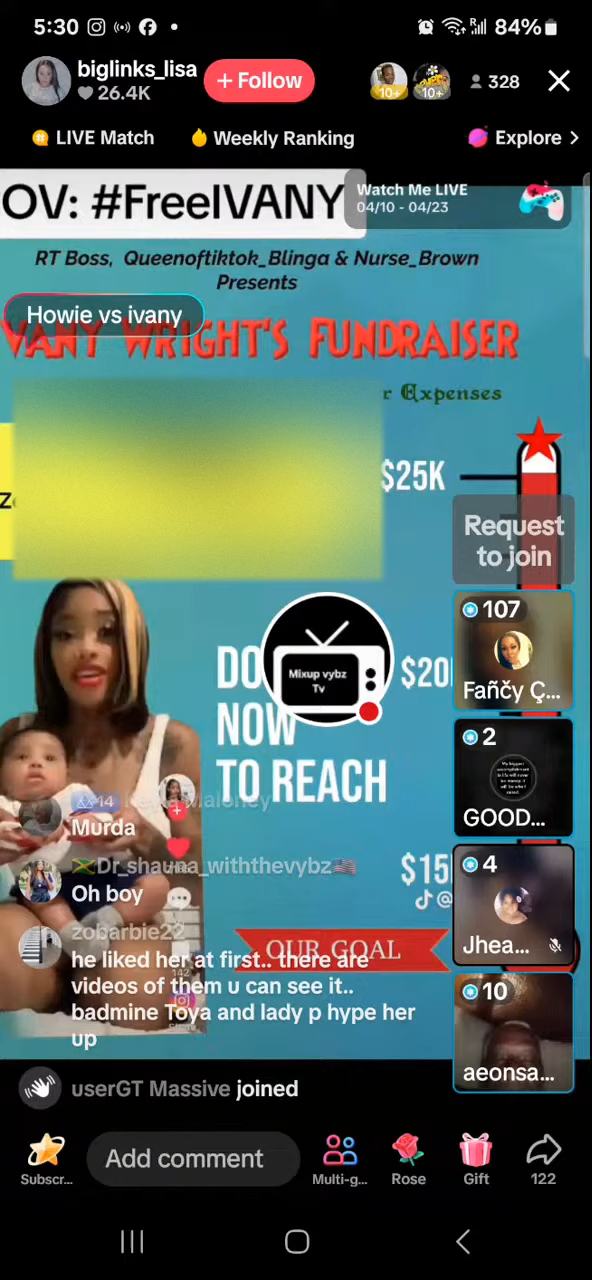 5:30
84%
biglinks_lisa
+ Follow
26.4K
10+
10+
328
LIVE Match
Weekly Ranking
Explore >
OV: #FreeIVANY
Watch Me LIVE
04/10 - 04/23
RT Boss, Queenoftiktok_Blinga & Nurse_Brown
Presents
Howie vs ivany
VANY WRIGHT'S FUNDRAISER
r Expenses
$25K
Request
to join
107
Fañčy Ç...
Mixup vybz
Tv
DO
$20
NOW
TO REACH
2
GOOD...
14
Maloney
Murda
Dr_shauna_withthevybz
Oh boy
$15
4
Jhea...
zobarbie22
OUR GOAL
he liked her at first.. there are
videos of them u can see it..
142
badmine Toya and lady p hype her
up
10
aeonsa...
userGT Massive joined
Subscr...
Add comment
Multi-g...
Rose
Gift
122